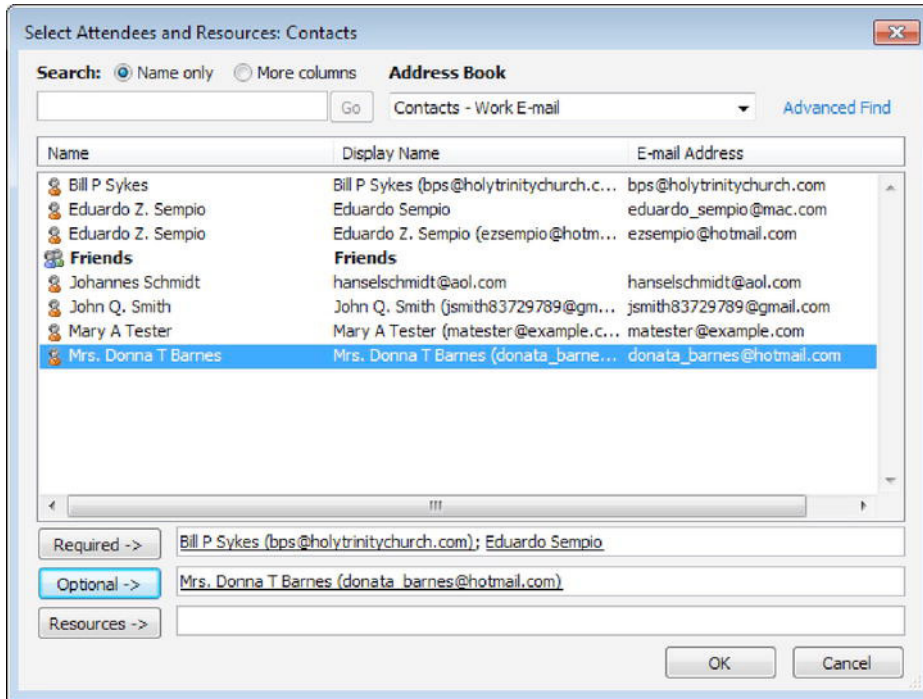 Select Attendees and Resources: Contacts
Search: Name only More columns Address Book
Go Contacts - Work E-mail Advanced Find
Name Display Name E-mail Address
Bill P Sykes Bill P Sykes (bps@holytrinitychurch.c... bps@holytrinitychurch.com
Eduardo Z. Sempio Eduardo Sempio eduardo_sempio@mac.com
Eduardo Z. Sempio Eduardo Z. Sempio (ezsempio@hotm... ezsempio@hotmail.com
Friends Friends
Johannes Schmidt hanselschmidt@aol.com hanselschmidt@aol.com
John Q. Smith John Q. Smith (jsmith83729789@gm... jsmith83729789@gmail.com
Mary A Tester Mary A Tester (matester@example.c... matester@example.com
Mrs. Donna T Barnes Mrs. Donna T Barnes (donata_barne... donata_barnes@hotmail.com
Required -> Bill P Sykes (bps@holytrinitychurch.com); Eduardo Sempio
Optional -> Mrs. Donna T Barnes (donata_barnes@hotmail.com)
Resources ->
OK Cancel